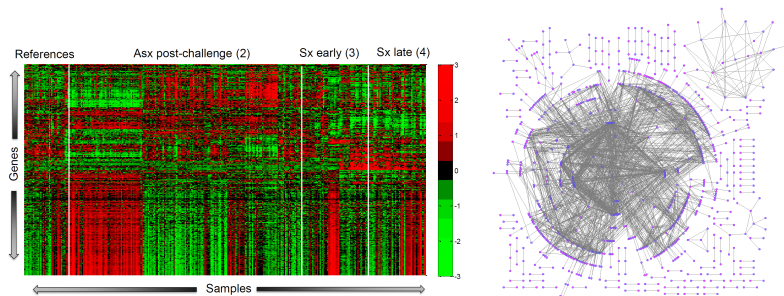 References
Asx post-challenge (2)
Sx early (3)
Sx late (4)
Genes
Samples
3
2
1
0
-1
-2
-3